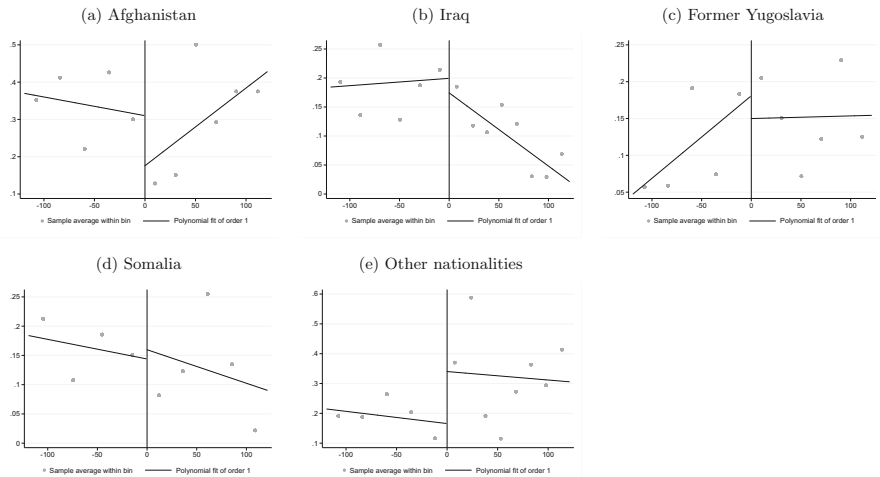 (a) Afghanistan
(b) Iraq
(c) Former Yugoslavia
.5
.4
.3
.2
.1
-100 -50 0 50 100
Sample average within bin Polynomial fit of order 1
.25
.2
.15
.1
.05
0
-100 -50 0 50 100
Sample average within bin Polynomial fit of order 1
.25
.2
.15
.1
.05
-100 -50 0 50 100
Sample average within bin Polynomial fit of order 1
(d) Somalia
(e) Other nationalities
.25
.2
.15
.1
.05
0
-100 -50 0 50 100
Sample average within bin Polynomial fit of order 1
.6
.5
.4
.3
.2
.1
-100 -50 0 50 100
Sample average within bin Polynomial fit of order 1